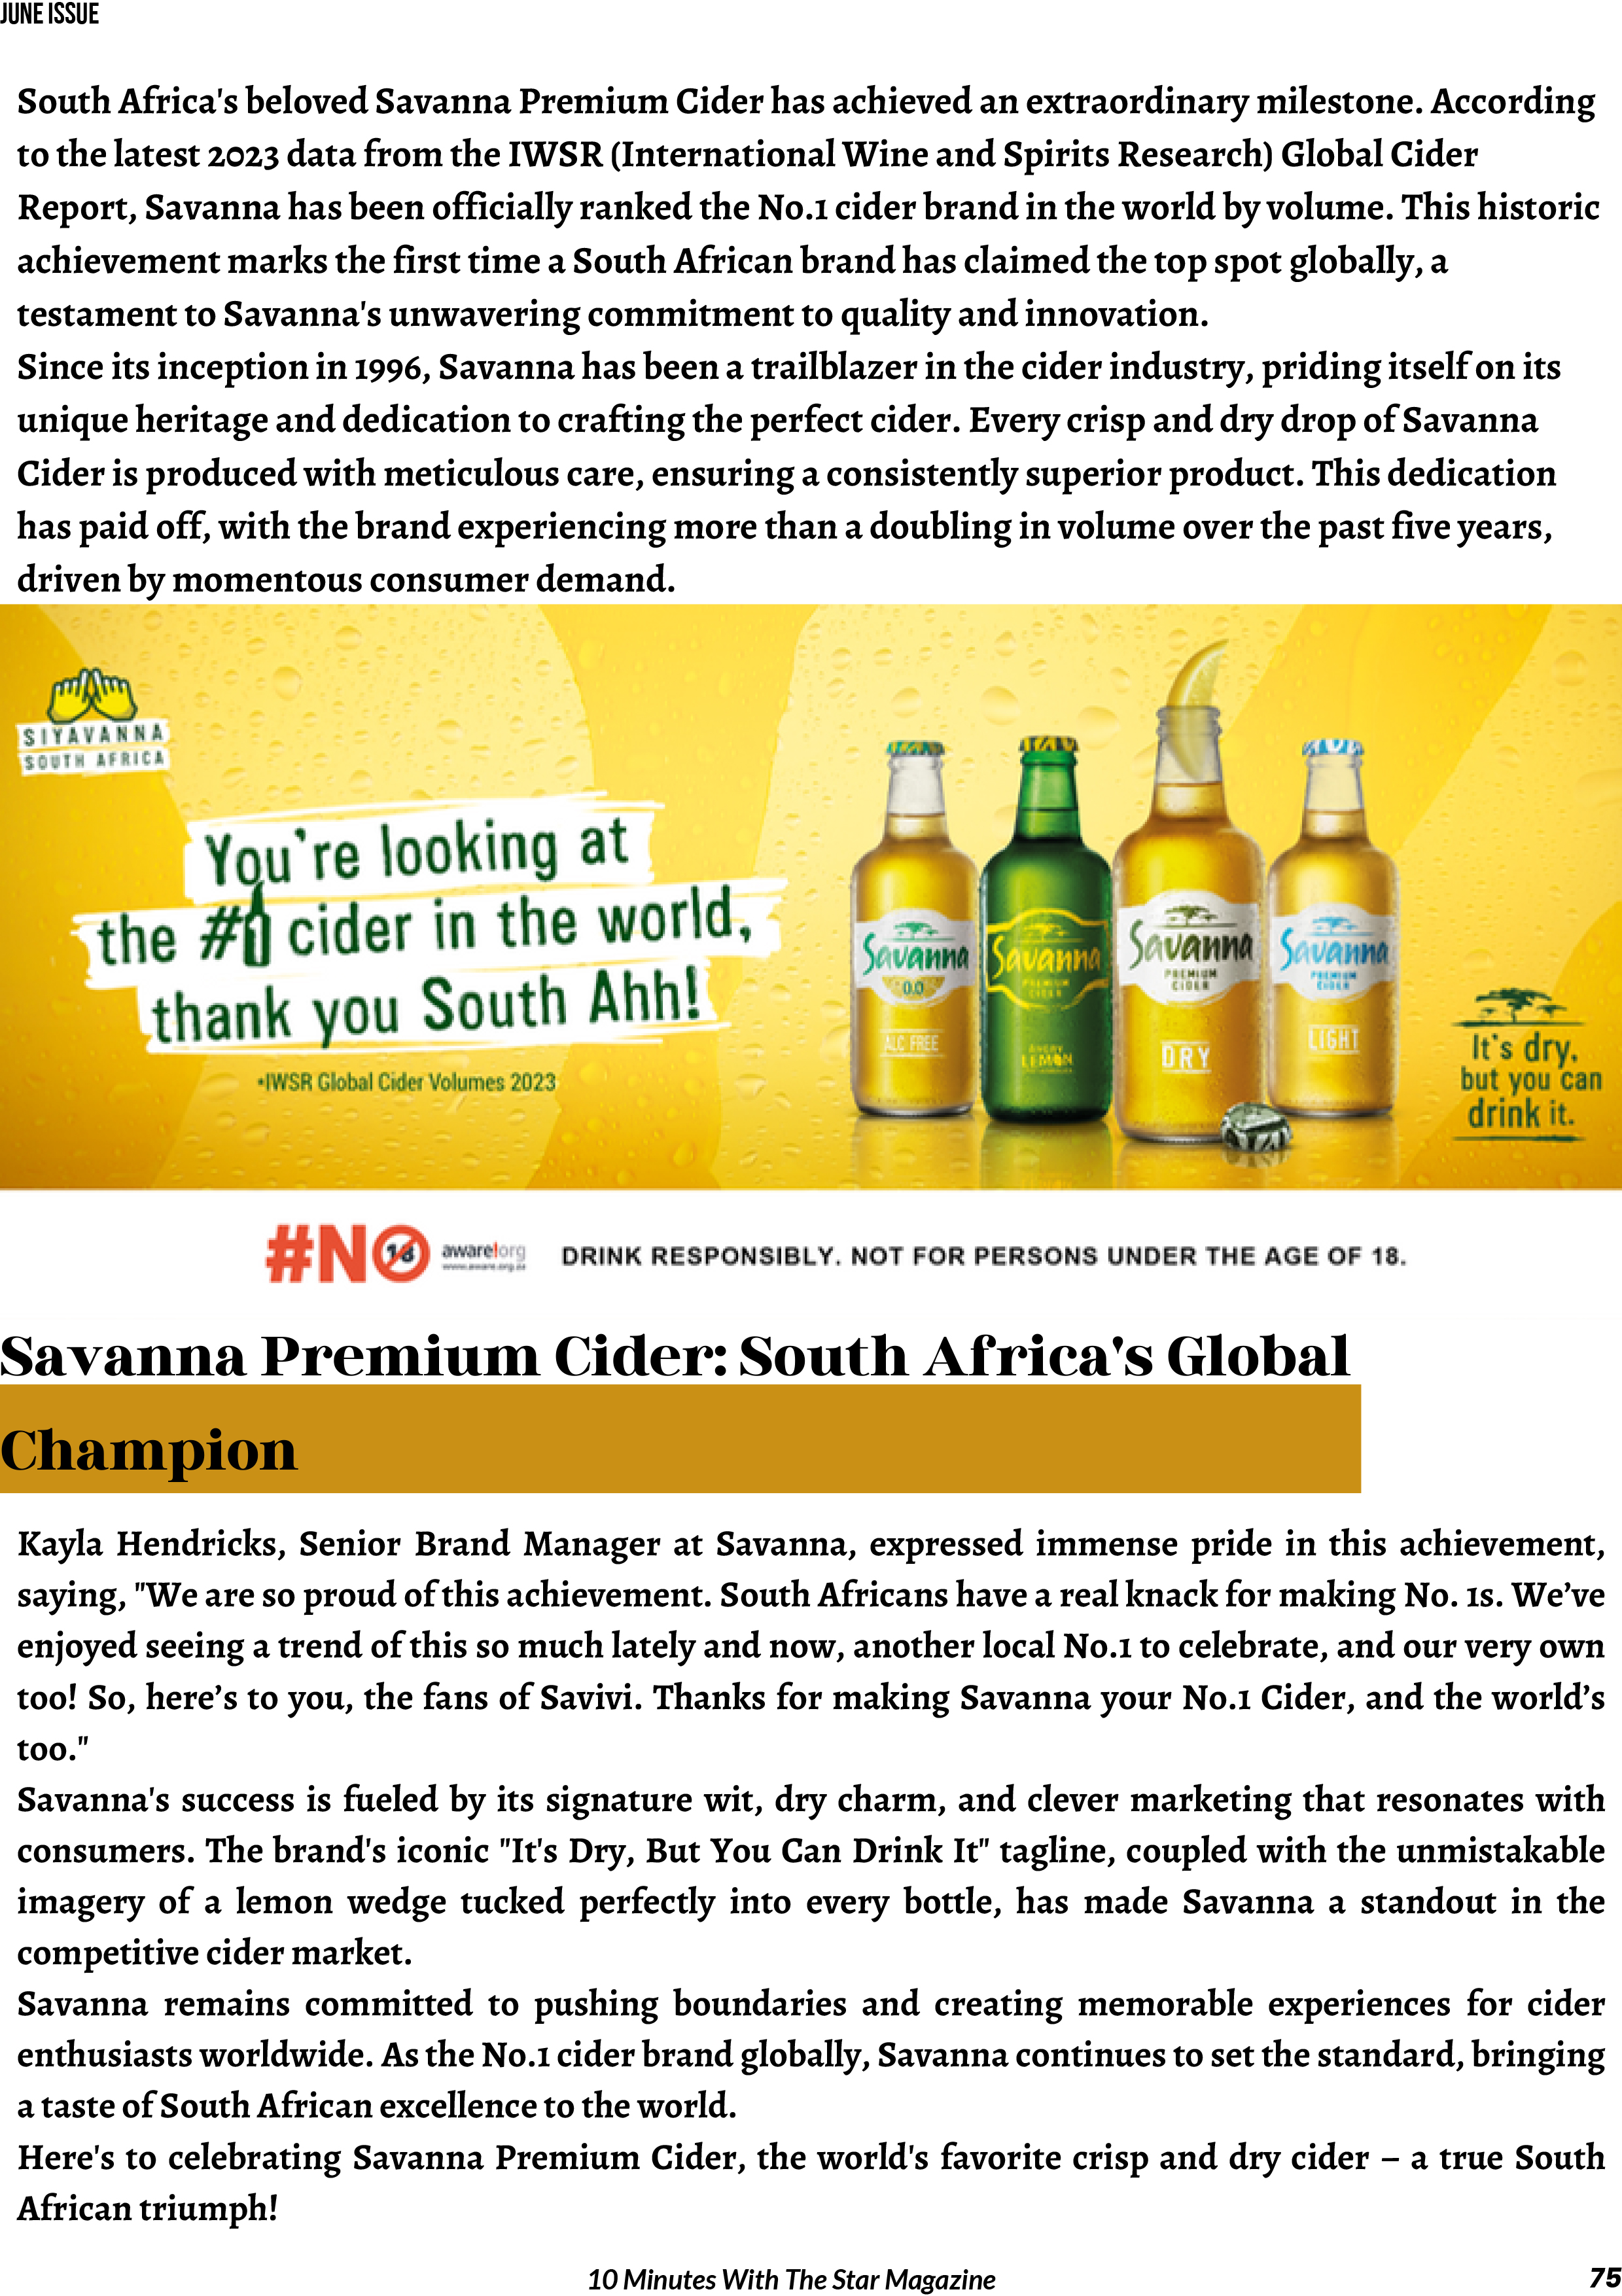 JUNE ISSUE
South Africa's beloved Savanna Premium Cider has achieved an extraordinary milestone. According
to the latest 2023 data from the IWSR (International Wine and Spirits Research) Global Cider
Report, Savanna has been officially ranked the No.1 cider brand in the world by volume. This historic
achievement marks the first time a South African brand has claimed the top spot globally, a
testament to Savanna's unwavering commitment to quality and innovation.
Since its inception in 1996, Savanna has been a trailblazer in the cider industry, priding itself on its
unique heritage and dedication to crafting the perfect cider. Every crisp and dry drop of Savanna
Cider is produced with meticulous care, ensuring a consistently superior product. This dedication
has paid off, with the brand experiencing more than a doubling in volume over the past five years,
driven by momentous consumer demand.
SIYAVANNA
SOUTH AFRICA
You're looking at
the #1 cider in the world,
thank you South Ahh!
•IWSR Global Cider Volumes 2023
Savanna
0.0
ALC FREE
Savanna
PREMIUM
CIDER
ANGRY
LEMON
Savanna
PREMIUM
CIDER
DRY
Savanna
PREMIUM
CIDER
LIGHT
It's dry,
but you can
drink it.
#NO
18
aware!org
www.aware.org.za
DRINK RESPONSIBLY. NOT FOR PERSONS UNDER THE AGE OF 18.
Savanna Premium Cider: South Africa's Global
Champion
Kayla Hendricks, Senior Brand Manager at Savanna, expressed immense pride in this achievement,
saying, "We are so proud of this achievement. South Africans have a real knack for making No. 1s. We’ve
enjoyed seeing a trend of this so much lately and now, another local No.1 to celebrate, and our very own
too! So, here’s to you, the fans of Savivi. Thanks for making Savanna your No.1 Cider, and the world’s
too."
Savanna's success is fueled by its signature wit, dry charm, and clever marketing that resonates with
consumers. The brand's iconic "It's Dry, But You Can Drink It" tagline, coupled with the unmistakable
imagery of a lemon wedge tucked perfectly into every bottle, has made Savanna a standout in the
competitive cider market.
Savanna remains committed to pushing boundaries and creating memorable experiences for cider
enthusiasts worldwide. As the No.1 cider brand globally, Savanna continues to set the standard, bringing
a taste of South African excellence to the world.
Here's to celebrating Savanna Premium Cider, the world's favorite crisp and dry cider – a true South
African triumph!
10 Minutes With The Star Magazine
75